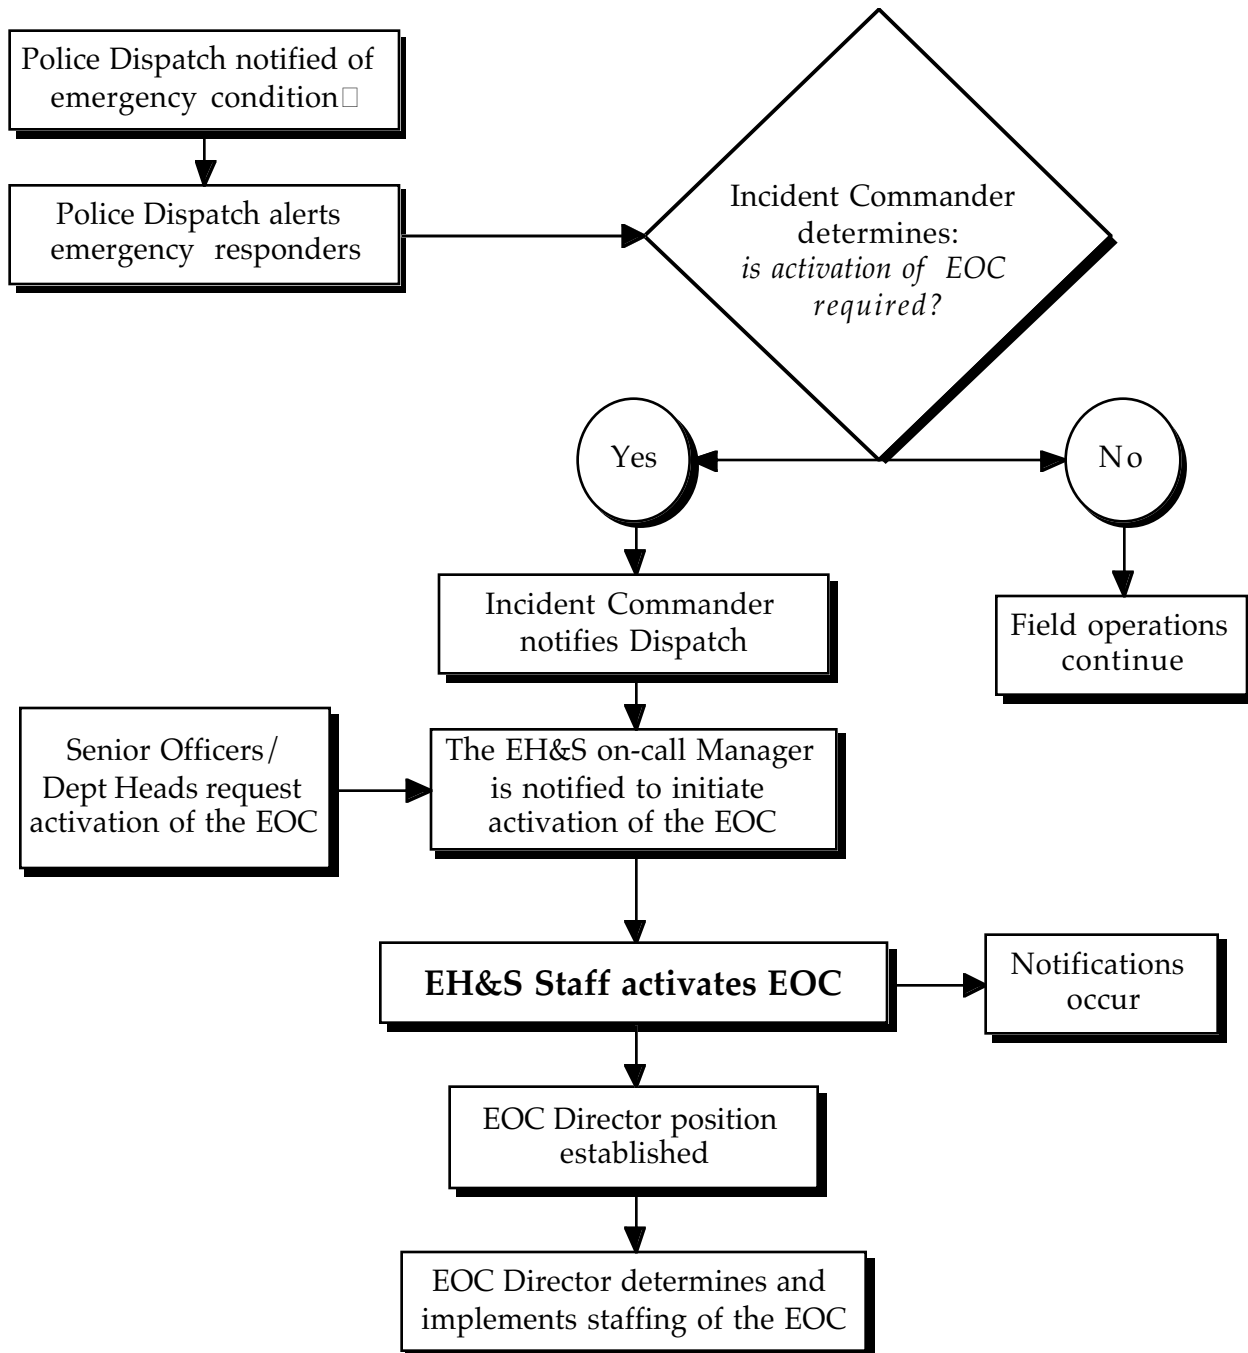 Police Dispatch notified of
emergency condition□
Police Dispatch alerts
emergency responders
Incident Commander
determines:
is activation of EOC
required?
Yes
No
Incident Commander
notifies Dispatch
Field operations
continue
Senior Officers/
Dept Heads request
activation of the EOC
The EH&S on-call Manager
is notified to initiate
activation of the EOC
EH&S Staff activates EOC
Notifications
occur
EOC Director position
established
EOC Director determines and
implements staffing of the EOC